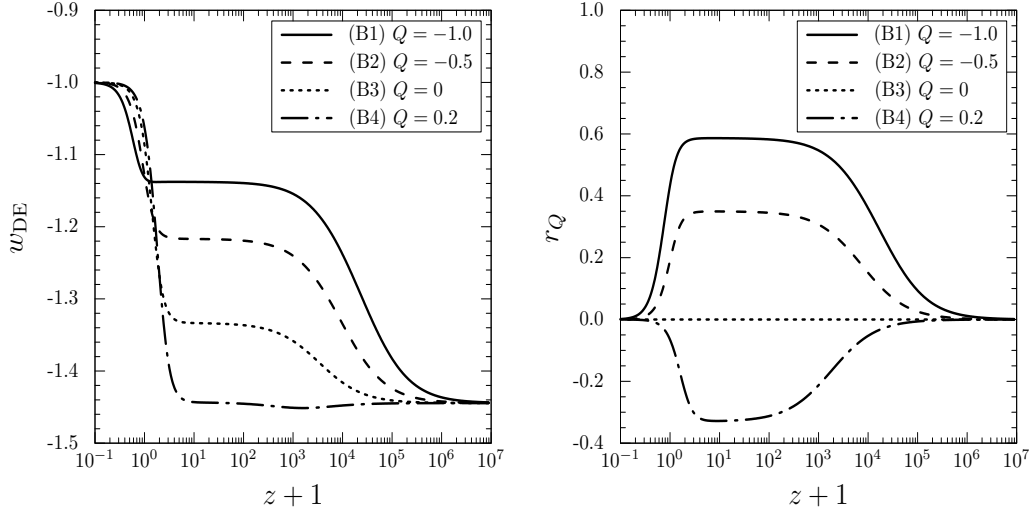 -0.9
-1.0
-1.1
-1.2
-1.3
-1.4
-1.5
w_DE
10^−1 10^0 10^1 10^2 10^3 10^4 10^5 10^6 10^7
z + 1
(B1) Q = −1.0
(B2) Q = −0.5
(B3) Q = 0
(B4) Q = 0.2
1.0
0.8
0.6
0.4
0.2
0.0
-0.2
-0.4
r_Q
10^−1 10^0 10^1 10^2 10^3 10^4 10^5 10^6 10^7
z + 1
(B1) Q = −1.0
(B2) Q = −0.5
(B3) Q = 0
(B4) Q = 0.2